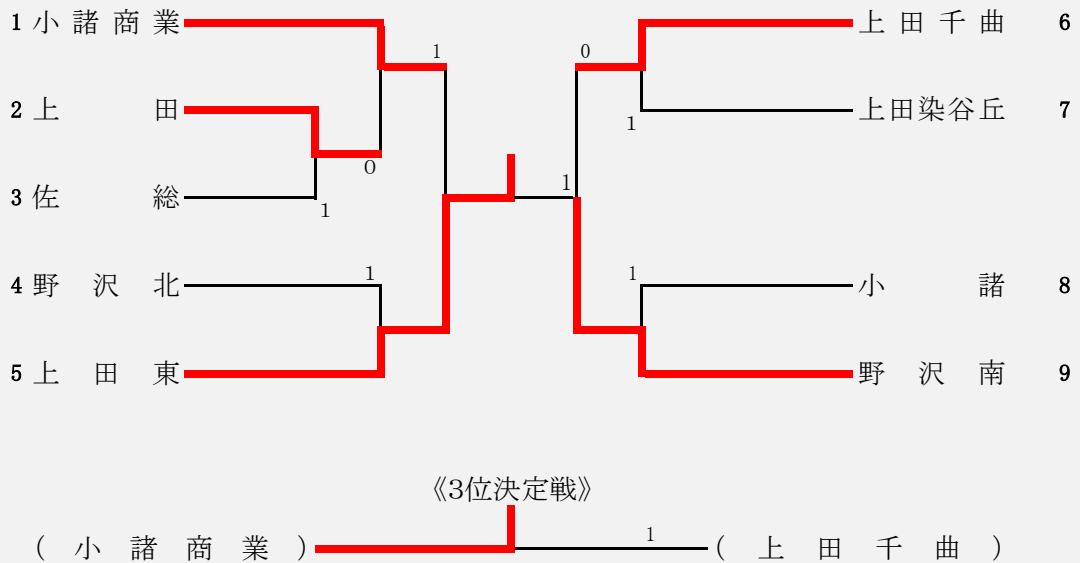 1 小諸商業
上田千曲 6
1
0
2 上田
上田染谷丘 7
1
0
1
3 佐総
1
4 野沢北
1
1
小諸 8
5 上田東
野沢南 9
《3位決定戦》
(小諸商業)
1
(上田千曲)